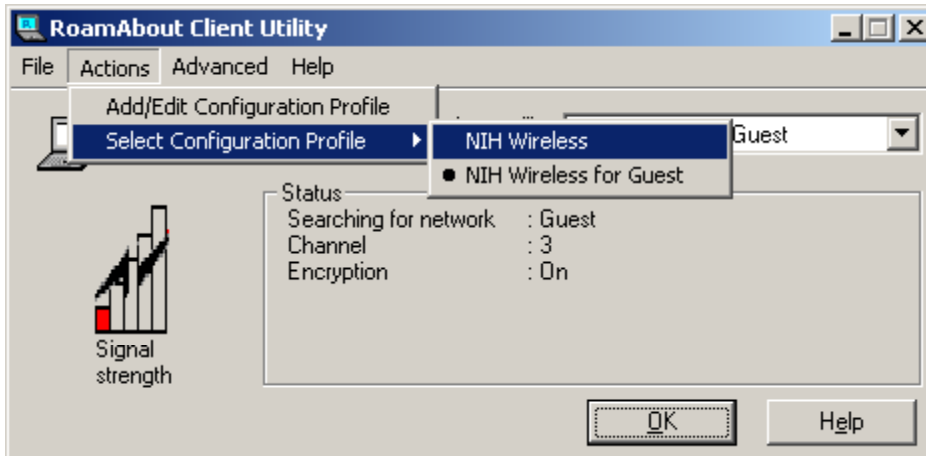 RoamAbout Client Utility
File Actions Advanced Help
Add/Edit Configuration Profile
Select Configuration Profile
NIH Wireless
NIH Wireless for Guest
Guest
Status
Searching for network : Guest
Channel : 3
Encryption : On
Signal
strength
OK
Help